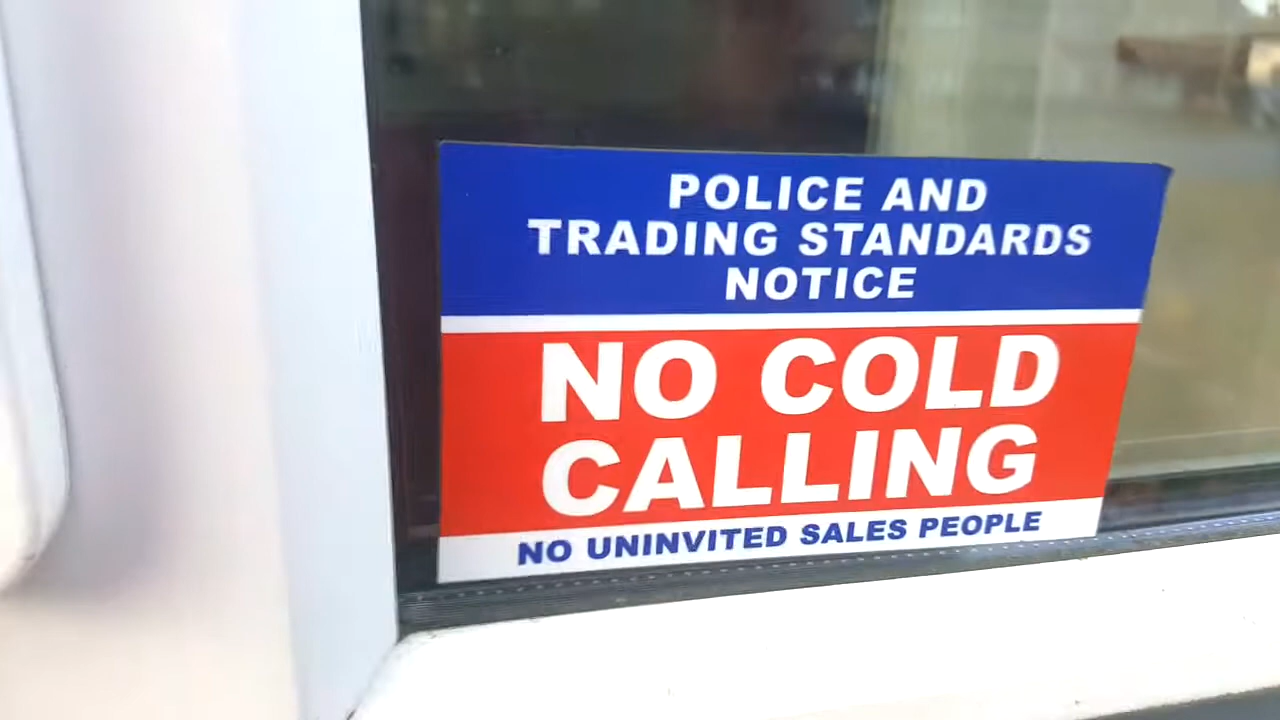 POLICE AND
TRADING STANDARDS
NOTICE
NO COLD
CALLING
NO UNINVITED SALES PEOPLE